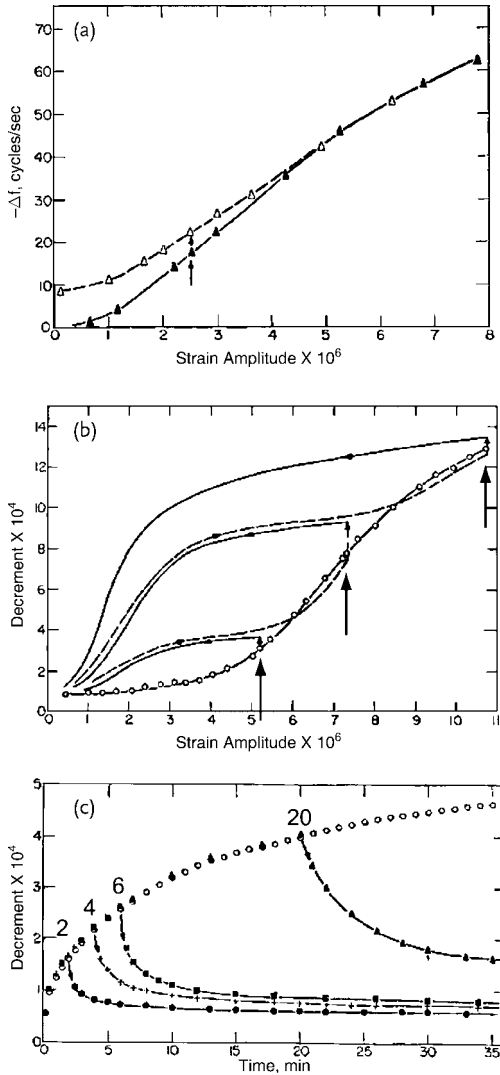 (a)
70
60
50
40
30
20
10
0
-Δf, cycles/sec
0 1 2 3 4 5 6 7 8
Strain Amplitude X 10⁶
(b)
14
12
10
8
6
4
2
0
Decrement X 10⁴
1 2 3 4 5 6 7 8 9 10 11
Strain Amplitude X 10⁶
(c)
5
4
3
2
1
0
Decrement X 10⁴
2
4
6
20
0 5 10 15 20 25 30 35
Time, min